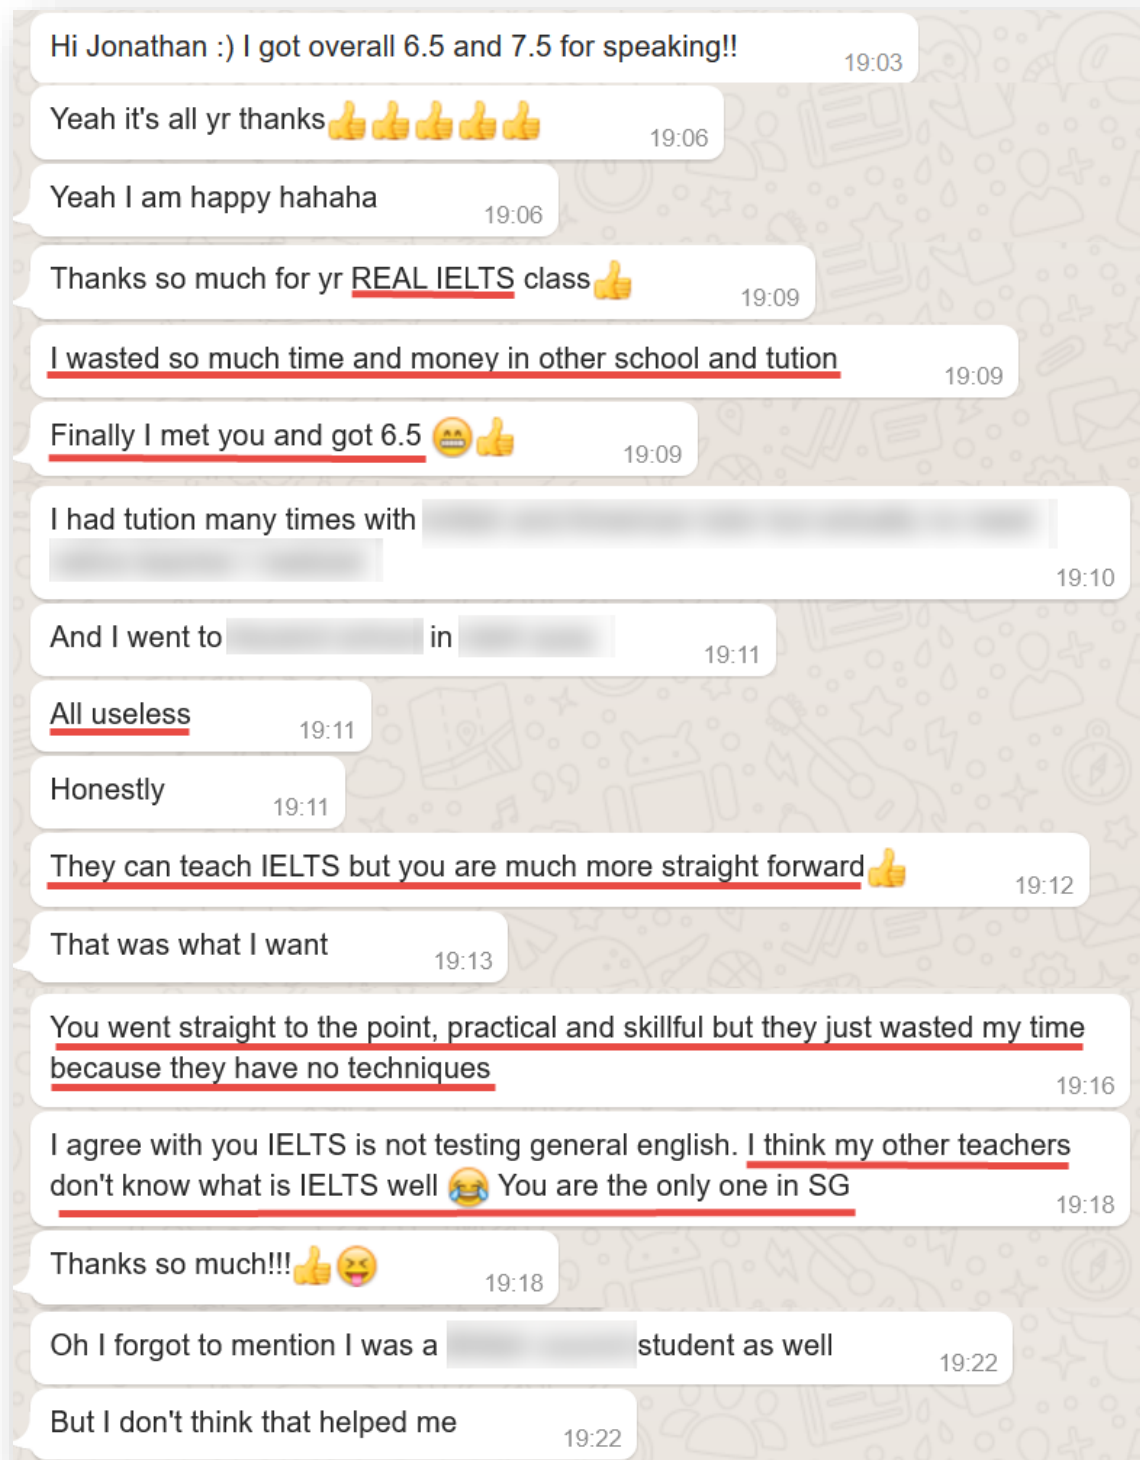 Hi Jonathan :) I got overall 6.5 and 7.5 for speaking!!
19:03
Yeah it's all yr thanks👍👍👍👍👍
19:06
Yeah I am happy hahaha
19:06
Thanks so much for yr REAL IELTS class👍
19:09
I wasted so much time and money in other school and tution
19:09
Finally I met you and got 6.5 😁👍
19:09
I had tution many times with
19:10
And I went to in
19:11
All useless
19:11
Honestly
19:11
They can teach IELTS but you are much more straight forward👍
19:12
That was what I want
19:13
You went straight to the point, practical and skillful but they just wasted my time
because they have no techniques
19:16
I agree with you IELTS is not testing general english. I think my other teachers
don't know what is IELTS well 😂 You are the only one in SG
19:18
Thanks so much!!!👍😝
19:18
Oh I forgot to mention I was a student as well
19:22
But I don't think that helped me
19:22